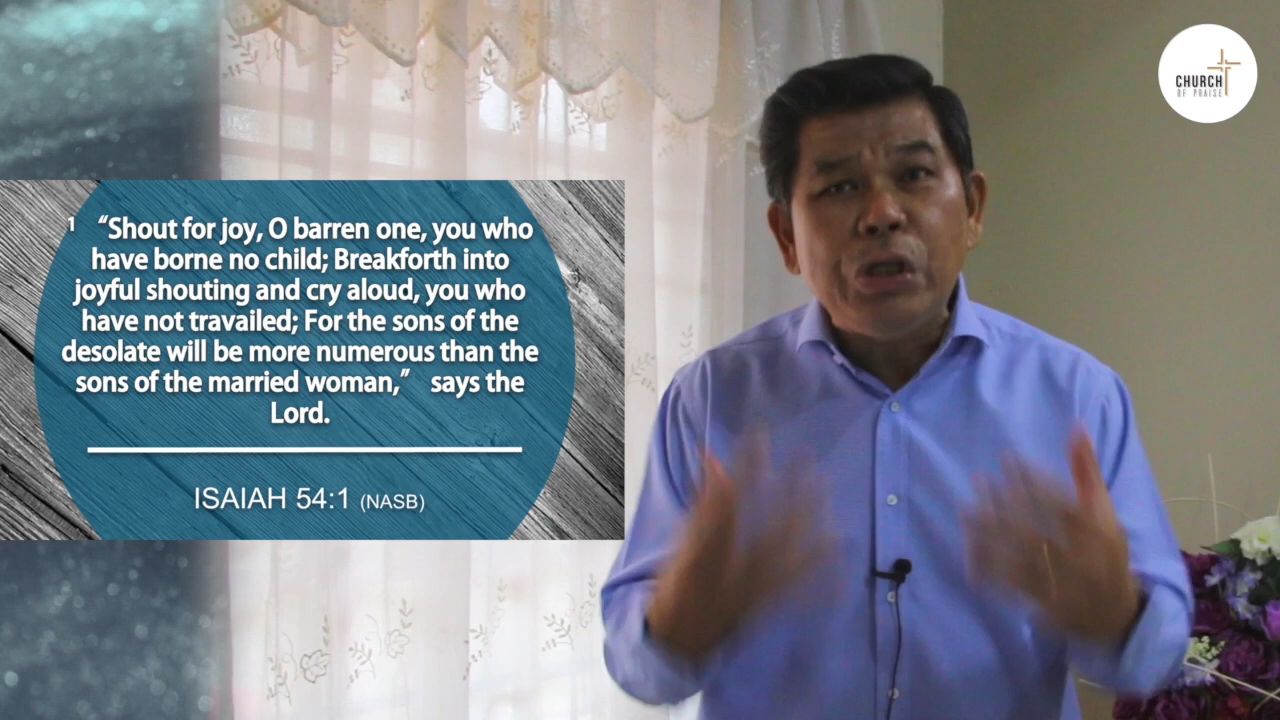 1 “Shout for joy, O barren one, you who
have borne no child; Breakforth into
joyful shouting and cry aloud, you who
have not travailed; For the sons of the
desolate will be more numerous than the
sons of the married woman,” says the
Lord.
ISAIAH 54:1 (NASB)
CHURCH
OF PRAISE